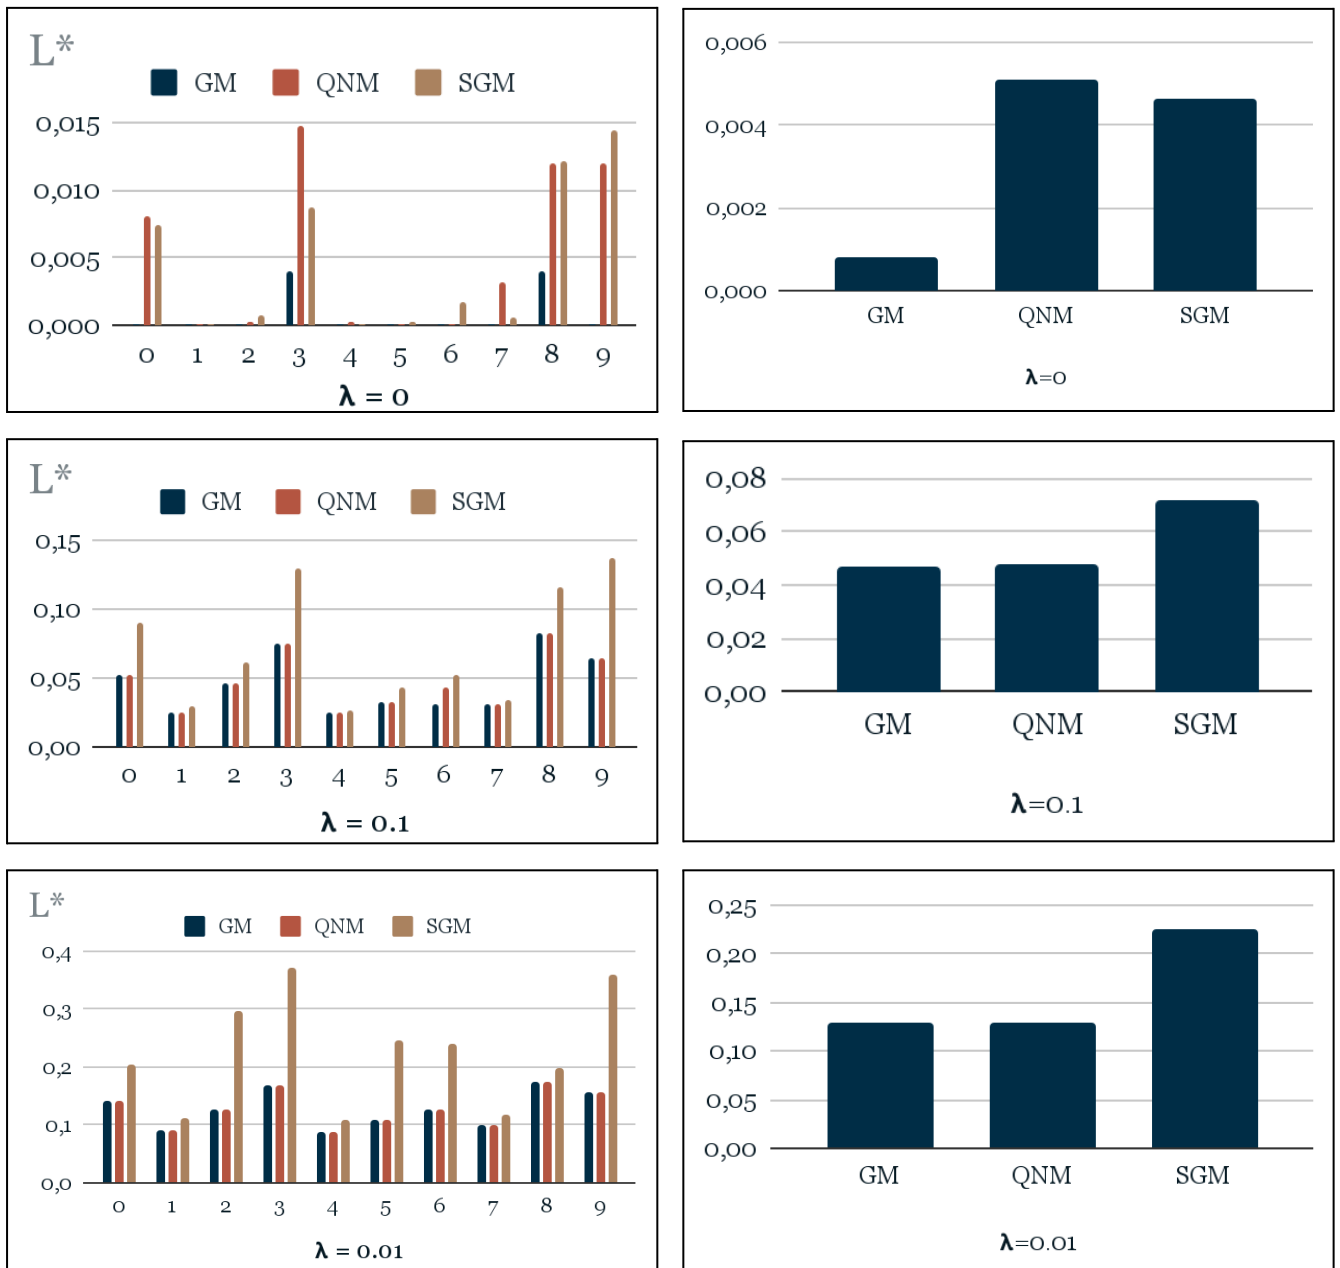 L*
GM QNM SGM
0,015
0,010
0,005
0,000
0 1 2 3 4 5 6 7 8 9
λ = 0
0,006
0,004
0,002
0,000
GM QNM SGM
λ=0
L*
GM QNM SGM
0,15
0,10
0,05
0,00
0 1 2 3 4 5 6 7 8 9
λ = 0.1
0,08
0,06
0,04
0,02
0,00
GM QNM SGM
λ=0.1
L*
GM QNM SGM
0,4
0,3
0,2
0,1
0,0
0 1 2 3 4 5 6 7 8 9
λ = 0.01
0,25
0,20
0,15
0,10
0,05
0,00
GM QNM SGM
λ=0.01